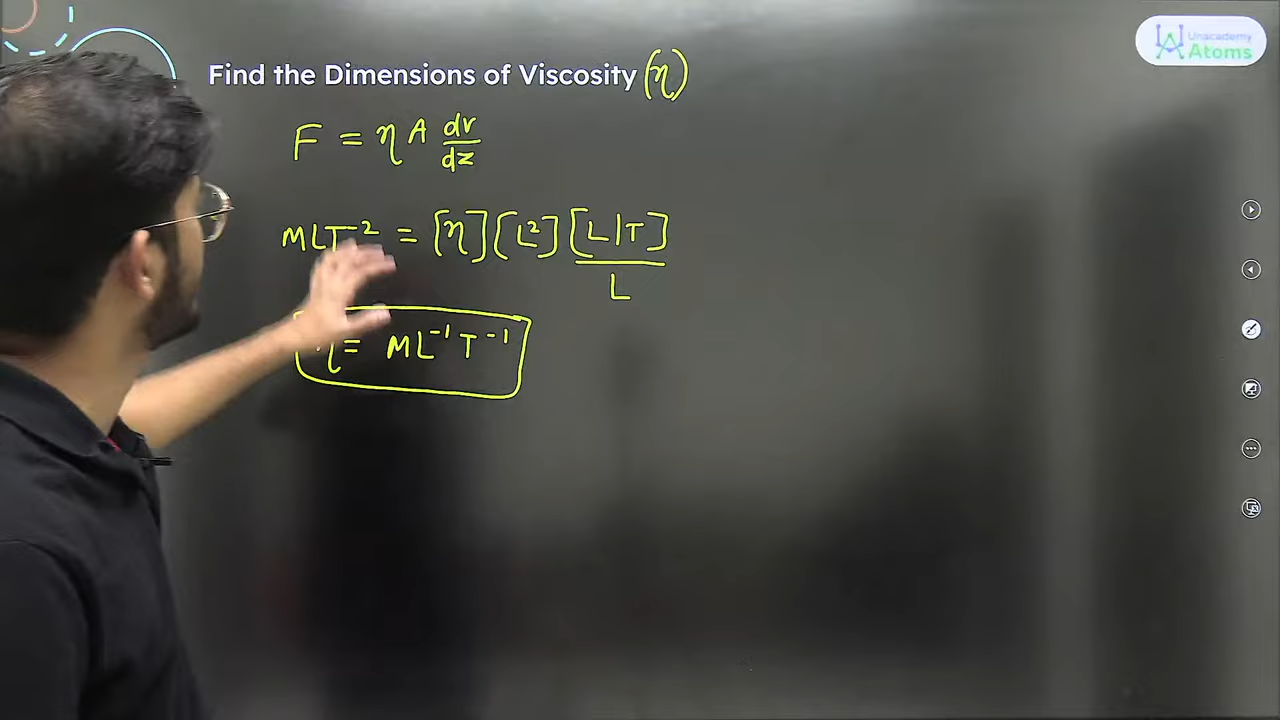 Unacademy
Atoms
Find the Dimensions of Viscosity (η)
F = η A dv/dz
MLT⁻² = [η] [L²] [L|T]/L
η = ML⁻¹T⁻¹